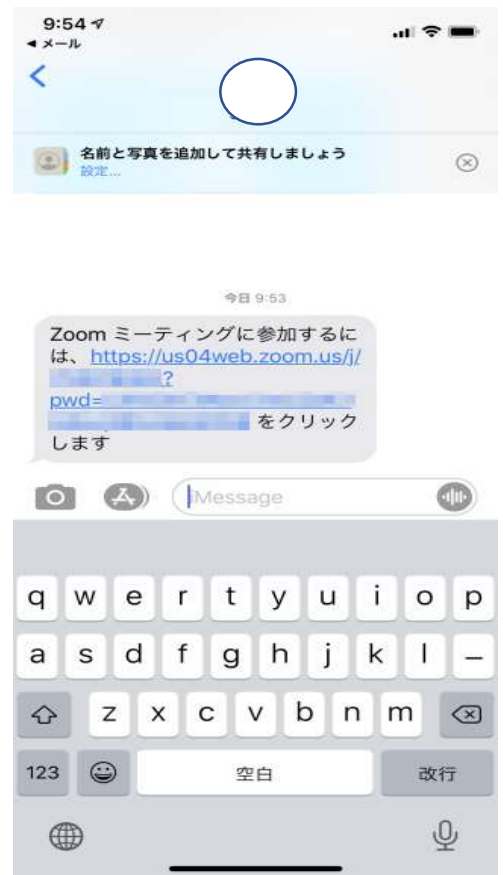 9:54
メール
名前と写真を追加して共有しましょう
設定...
今日 9:53
Zoom ミーティングに参加するに
は、https://us04web.zoom.us/j/
?
pwd=
をクリック
します
iMessage
q w e r t y u i o p
a s d f g h j k l –
z x c v b n m
123 空白 改行